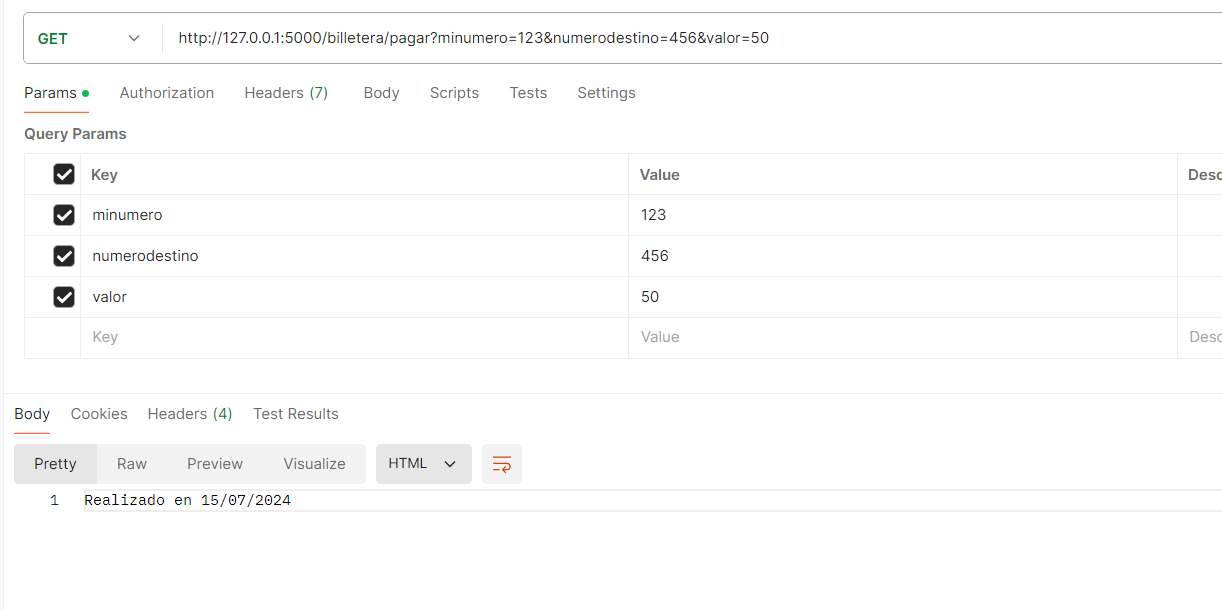 GET http://127.0.0.1:5000/billetera/pagar?minumero=123&numerodestino=456&valor=50
Params Authorization Headers (7) Body Scripts Tests Settings
Query Params
Key Value Desc
minumero 123
numerodestino 456
valor 50
Key Value Desc
Body Cookies Headers (4) Test Results
Pretty Raw Preview Visualize HTML
1 Realizado en 15/07/2024